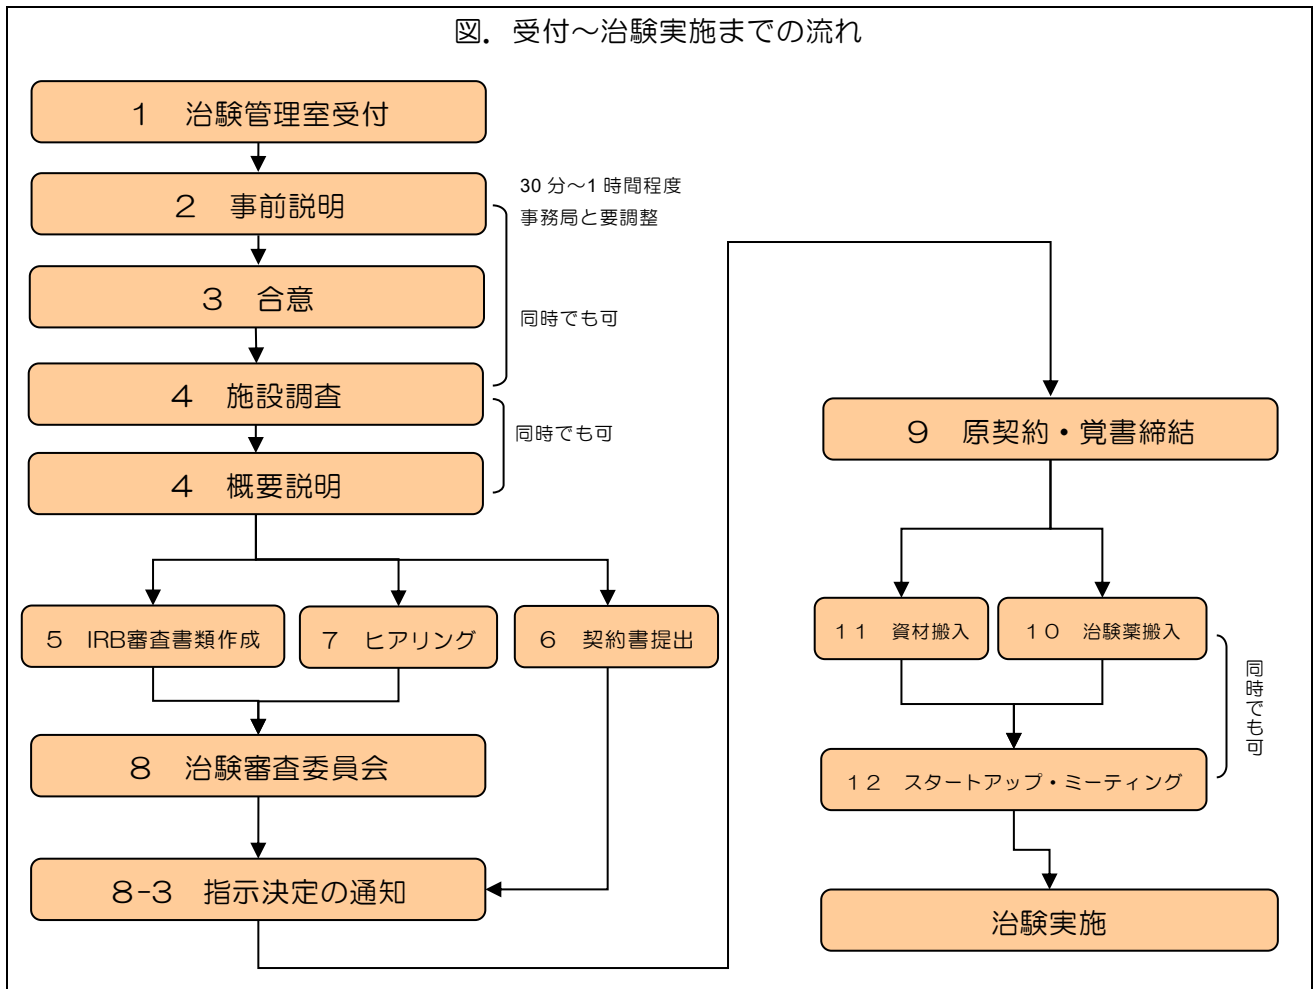 図．受付～治験実施までの流れ
１　治験管理室受付
２　事前説明
30 分～1 時間程度
事務局と要調整
３　合意
同時でも可
４　施設調査
同時でも可
４　概要説明
５　IRB審査書類作成
７　ヒアリング
６　契約書提出
８　治験審査委員会
８-３　指示決定の通知
９　原契約・覚書締結
１１　資材搬入
１０　治験薬搬入
同時でも可
１２　スタートアップ・ミーティング
治験実施